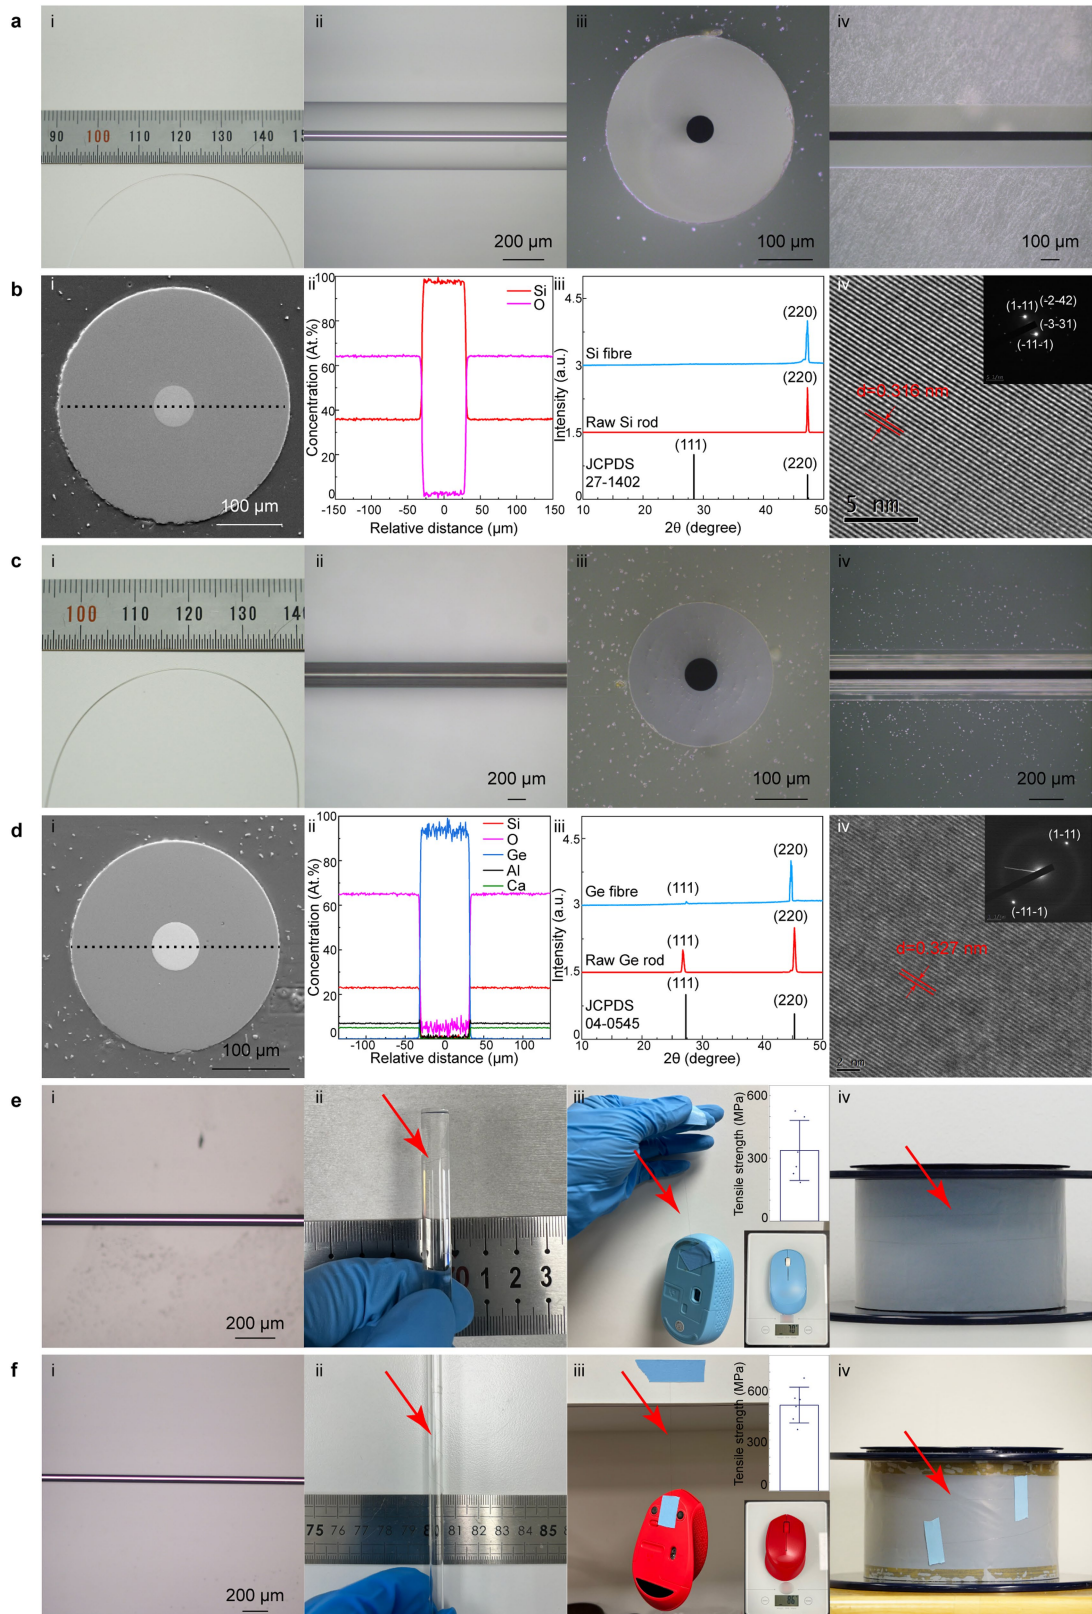 a
i
ii
iii
iv
90 100 110 120 130 140
200 µm
100 µm
100 µm
b
i
ii
iii
iv
100 µm
Concentration (At.%)
100
80
60
40
20
0
Si
O
-150 -100 -50 0 50 100 150
Relative distance (µm)
Intensity (a.u.)
4.5
3
1.5
0
(220)
Si fibre
(220)
Raw Si rod
(111)
JCPDS
27-1402
(220)
10 20 30 40 50
2θ (degree)
(1-11)
(-2-42)
(-3-31)
(-11-1)
d=0.316 nm
5 nm
c
i
ii
iii
iv
100 110 120 130 140
200 µm
100 µm
200 µm
d
i
ii
iii
iv
100 µm
Concentration (At.%)
100
80
60
40
20
0
Si
O
Ge
Al
Ca
-100 -50 0 50 100
Relative distance (µm)
Intensity (a.u.)
4.5
3
1.5
0
(220)
Ge fibre
(111)
(220)
Raw Ge rod
(111)
(111)
JCPDS
04-0545
(220)
10 20 30 40 50
2θ (degree)
(1-11)
(-11-1)
d=0.327 nm
2 nm
e
i
ii
iii
iv
200 µm
0 1 2 3
Tensile strength (MPa)
600
300
0
70
f
i
ii
iii
iv
200 µm
75 76 77 78 79 80 81 82 83 84 85 86
Tensile strength (MPa)
600
300
0
86